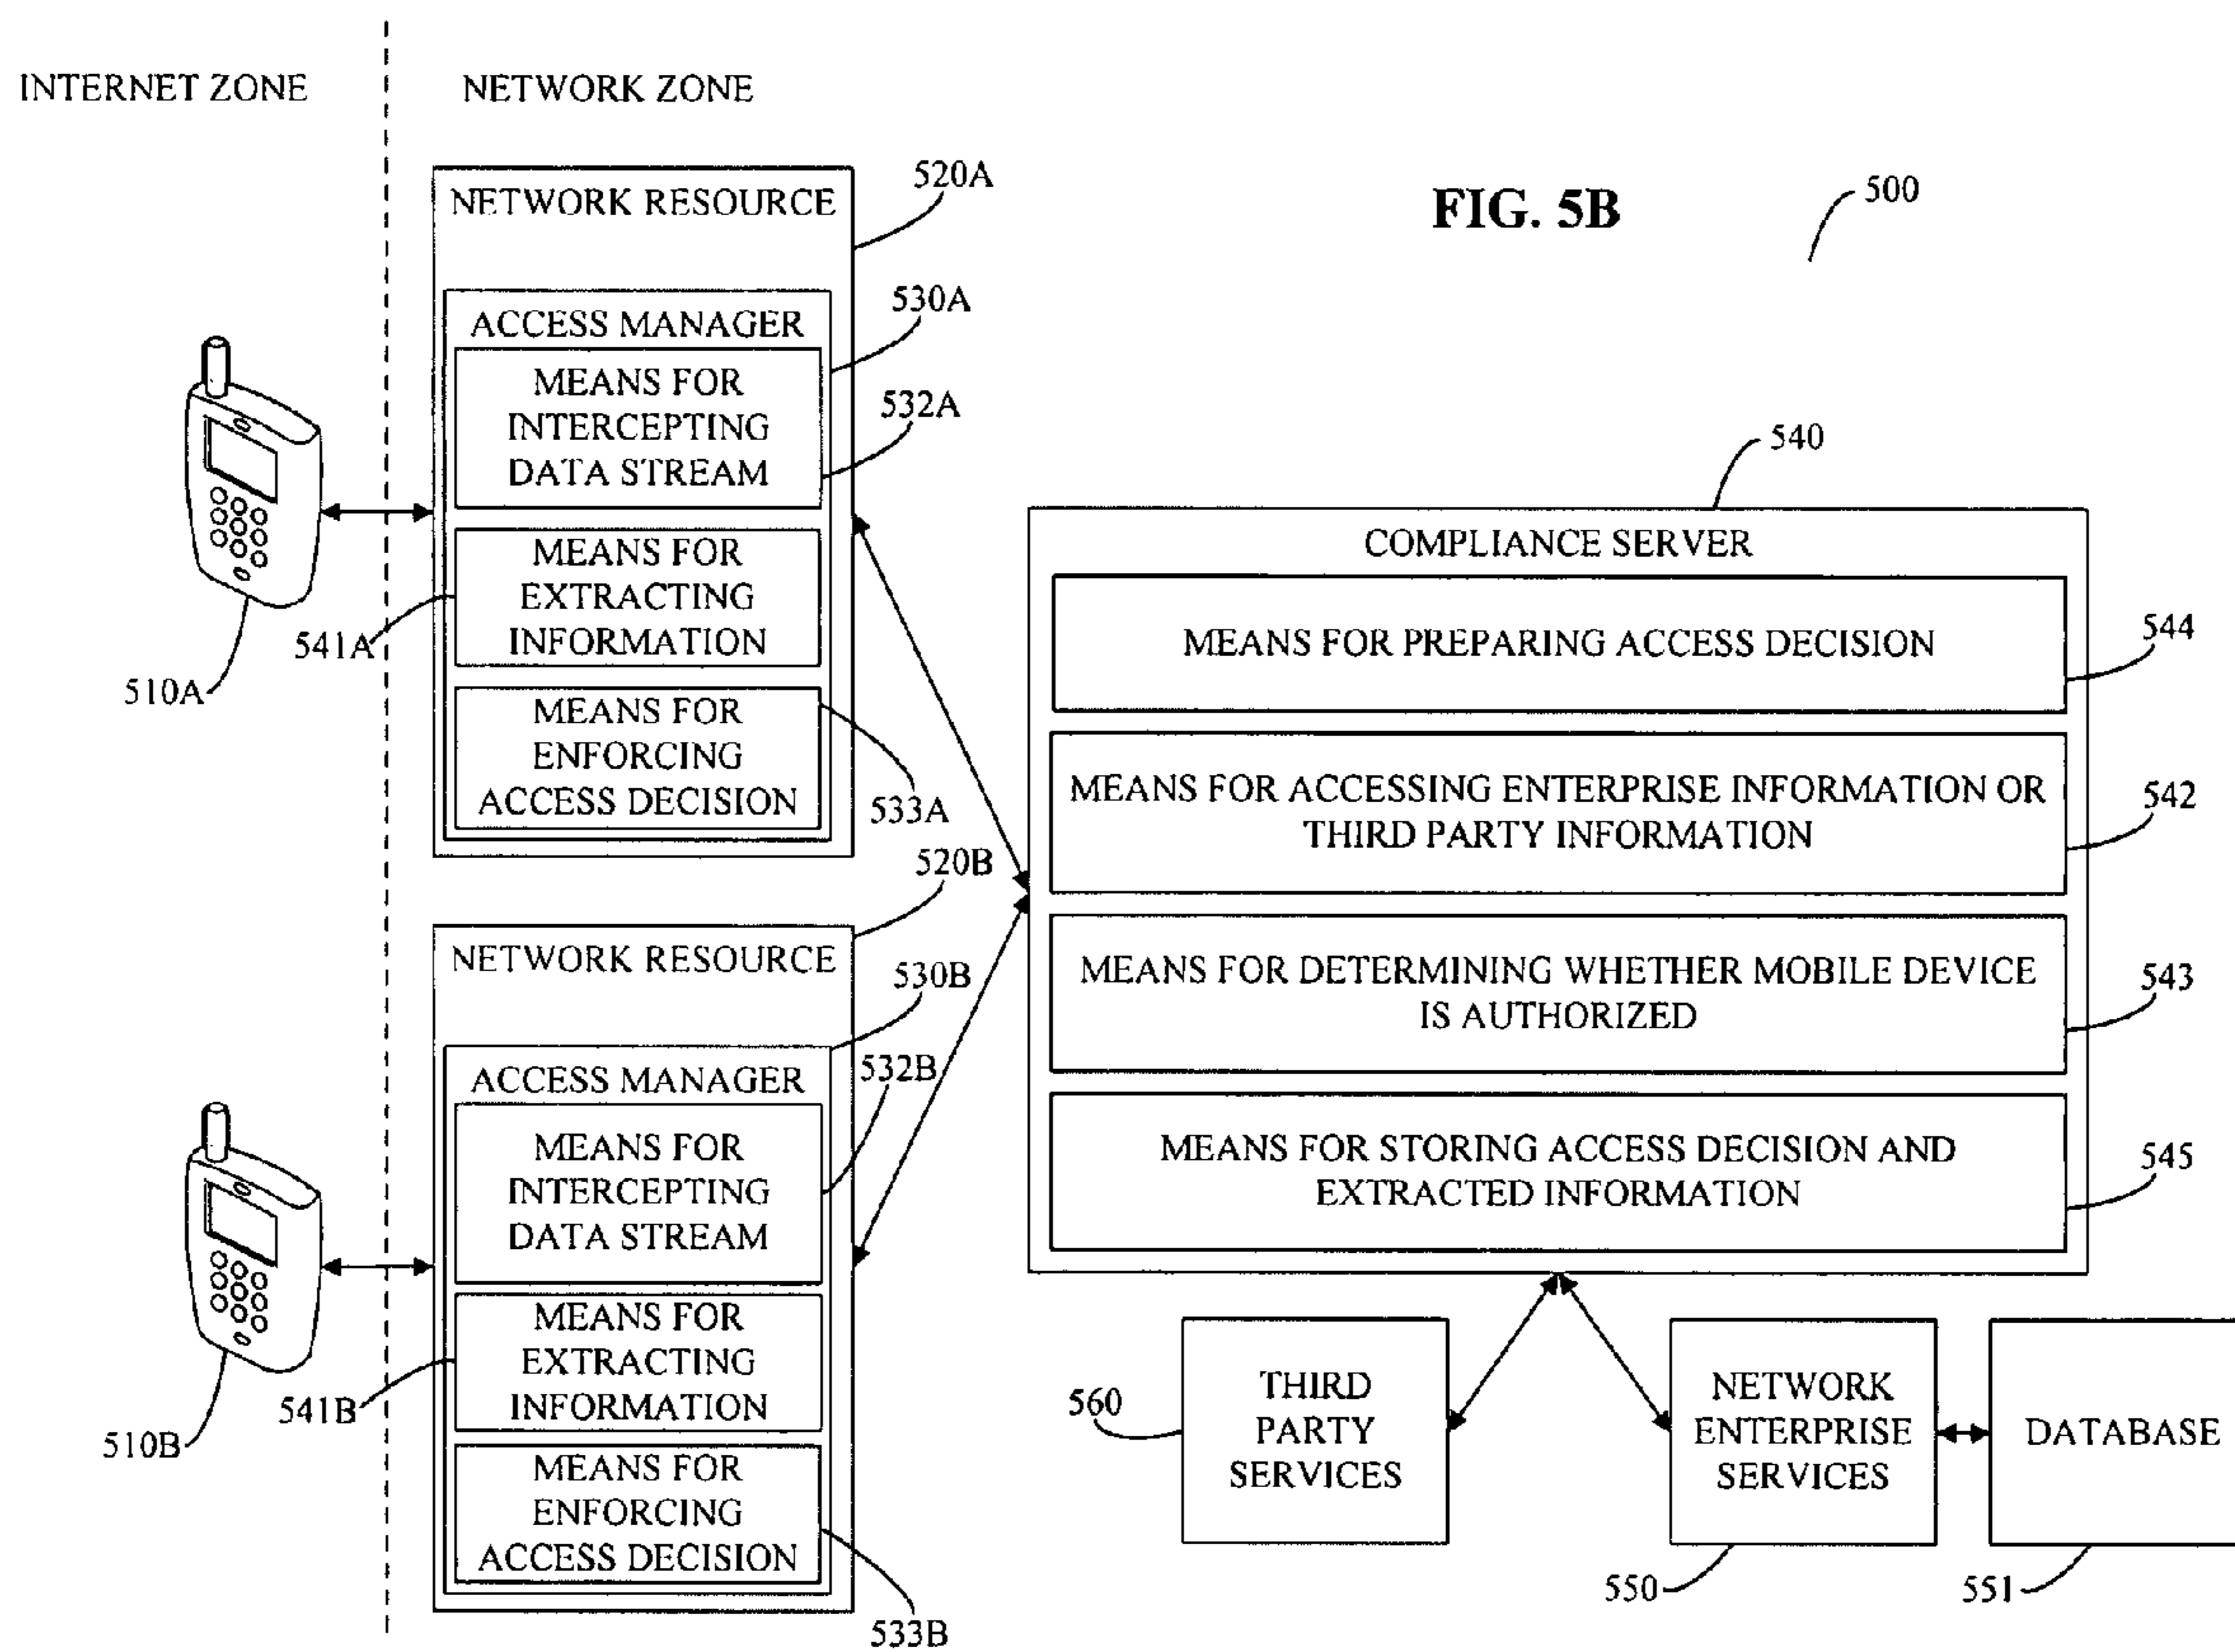 INTERNET ZONE
NETWORK ZONE
FIG. 5B
500
NETWORK RESOURCE
520A
ACCESS MANAGER
530A
MEANS FOR
INTERCEPTING
DATA STREAM
532A
MEANS FOR
EXTRACTING
INFORMATION
541A
MEANS FOR
ENFORCING
ACCESS DECISION
533A
510A
NETWORK RESOURCE
520B
ACCESS MANAGER
530B
MEANS FOR
INTERCEPTING
DATA STREAM
532B
MEANS FOR
EXTRACTING
INFORMATION
541B
MEANS FOR
ENFORCING
ACCESS DECISION
533B
510B
540
COMPLIANCE SERVER
MEANS FOR PREPARING ACCESS DECISION
544
MEANS FOR ACCESSING ENTERPRISE INFORMATION OR
THIRD PARTY INFORMATION
542
MEANS FOR DETERMINING WHETHER MOBILE DEVICE
IS AUTHORIZED
543
MEANS FOR STORING ACCESS DECISION AND
EXTRACTED INFORMATION
545
560
THIRD
PARTY
SERVICES
NETWORK
ENTERPRISE
SERVICES
550
DATABASE
551